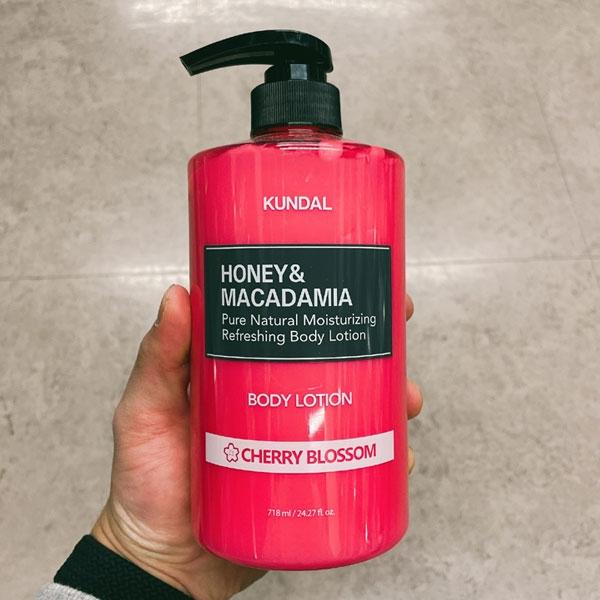 KUNDAL
HONEY&
MACADAMIA
Pure Natural Moisturizing
Refreshing Body Lotion
BODY LOTION
CHERRY BLOSSOM
718 ml / 24.27 fl. oz.